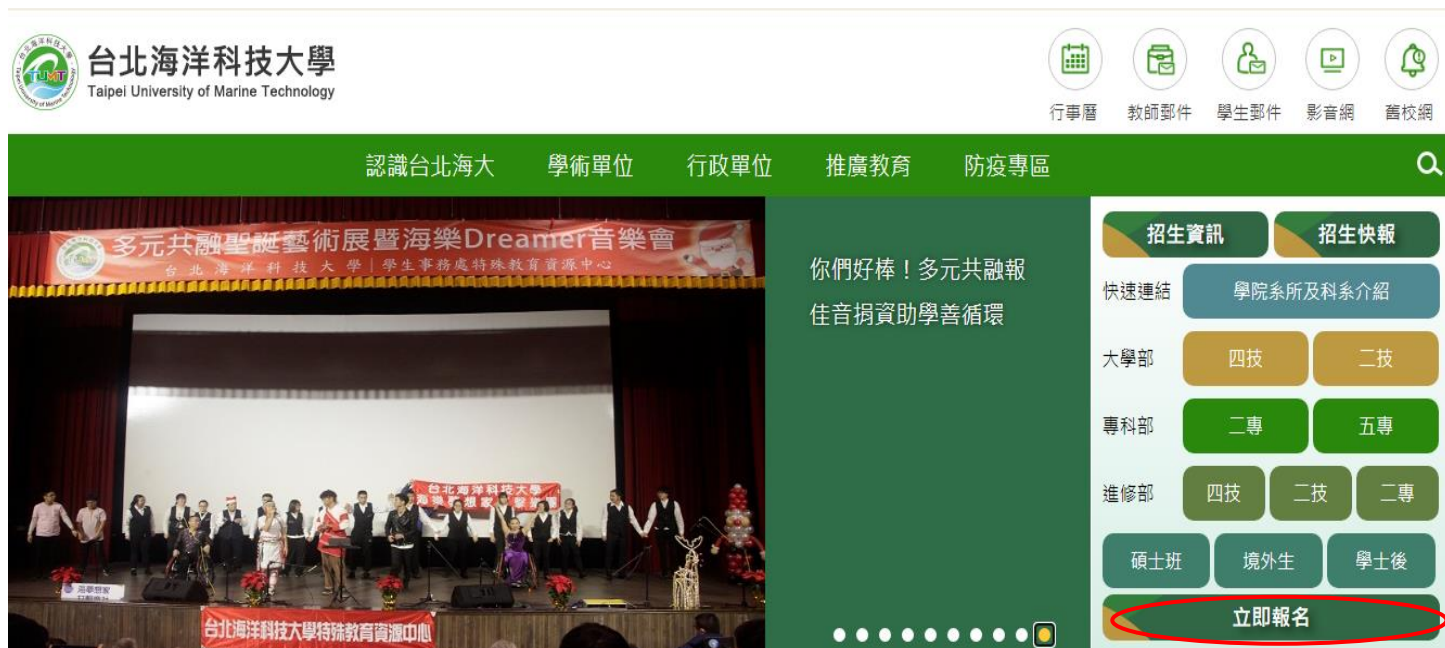 台北海洋科技大學
Taipei University of Marine Technology
TUMT
行事曆 教師郵件 學生郵件 影音網 舊校網
認識台北海大 學術單位 行政單位 推廣教育 防疫專區
多元共融聖誕藝術展暨海樂Dreamer音樂會
台北海洋科技大學|學生事務處特殊教育資源中心
台北海洋科技大學
台北海洋科技大學特殊教育資源中心
你們好棒！多元共融報
佳音捐資助學善循環
招生資訊 招生快報
快速連結 學院系所及科系介紹
大學部 四技 二技
專科部 二專 五專
進修部 四技 二技 二專
碩士班 境外生 學士後
立即報名